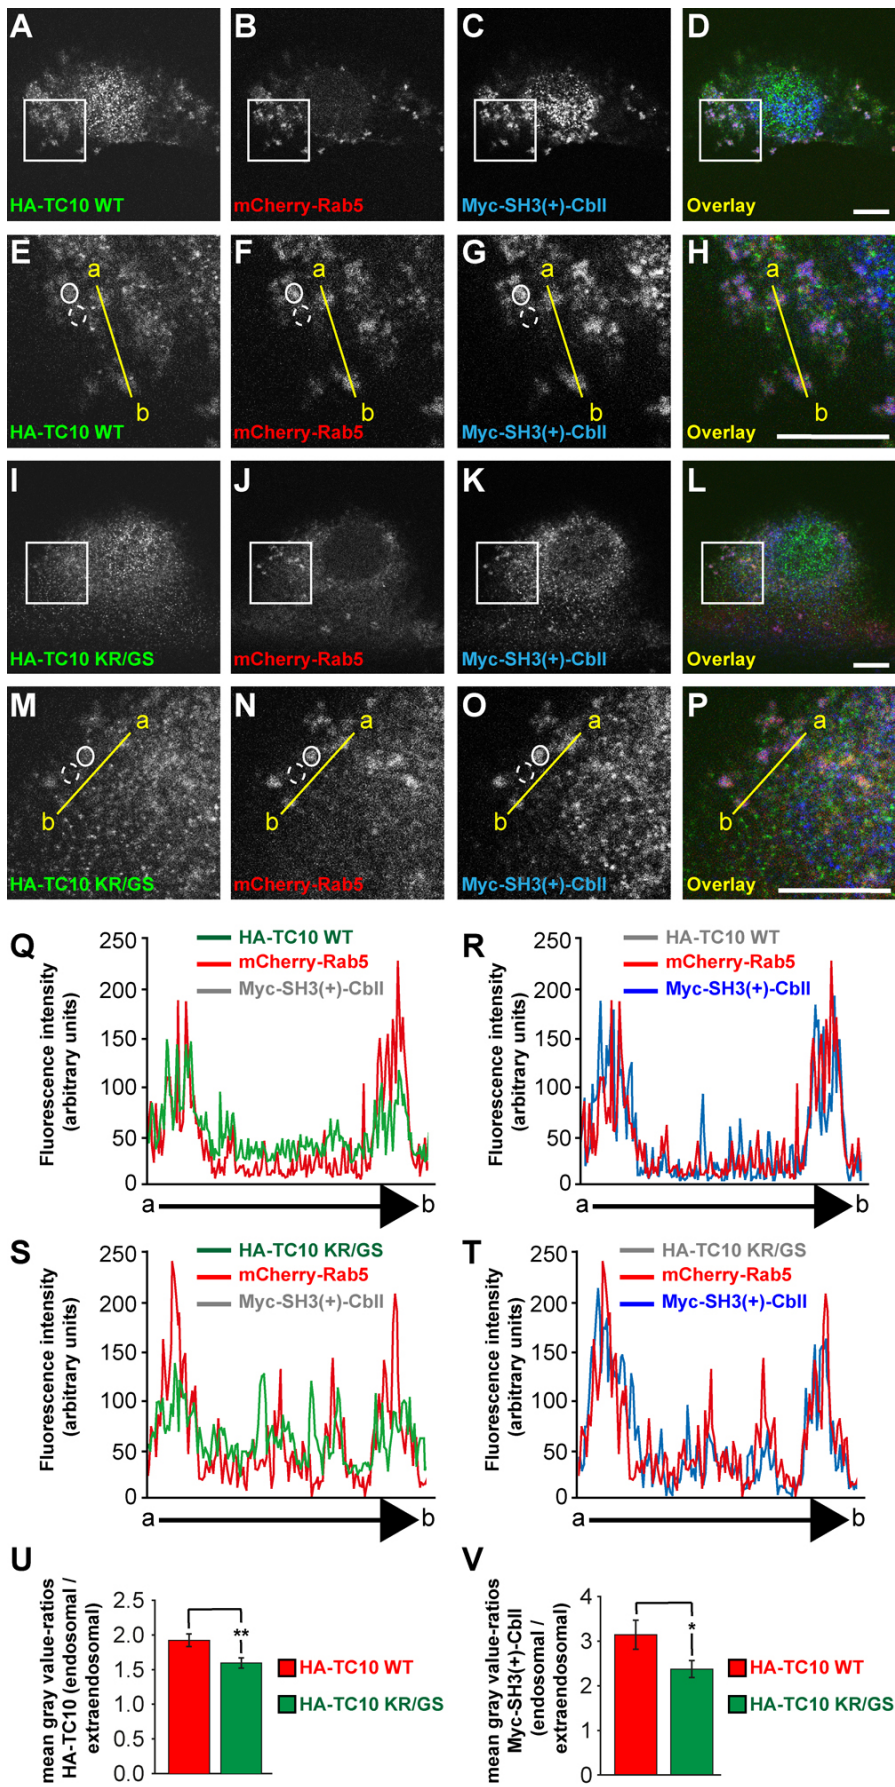 A B C D
HA-TC10 WT mCherry-Rab5 Myc-SH3(+)-CbII Overlay
E F G H
a a a a
b b b b
HA-TC10 WT mCherry-Rab5 Myc-SH3(+)-CbII Overlay
I J K L
HA-TC10 KR/GS mCherry-Rab5 Myc-SH3(+)-CbII Overlay
M N O P
a a a a
b b b b
HA-TC10 KR/GS mCherry-Rab5 Myc-SH3(+)-CbII Overlay
Q
HA-TC10 WT
mCherry-Rab5
Myc-SH3(+)-CbII
Fluorescence intensity
(arbitrary units)
250
200
150
100
50
0
a b
R
HA-TC10 WT
mCherry-Rab5
Myc-SH3(+)-CbII
Fluorescence intensity
(arbitrary units)
250
200
150
100
50
0
a b
S
HA-TC10 KR/GS
mCherry-Rab5
Myc-SH3(+)-CbII
Fluorescence intensity
(arbitrary units)
250
200
150
100
50
0
a b
T
HA-TC10 KR/GS
mCherry-Rab5
Myc-SH3(+)-CbII
Fluorescence intensity
(arbitrary units)
250
200
150
100
50
0
a b
U
mean gray value-ratios
HA-TC10 (endosomal /
extraendosomal)
2.5
2.0
1.5
1.0
0.5
0.0
**
HA-TC10 WT
HA-TC10 KR/GS
V
mean gray value-ratios
Myc-SH3(+)-CbII
(endosomal /
extraendosomal)
4
3
2
1
0
*
HA-TC10 WT
HA-TC10 KR/GS